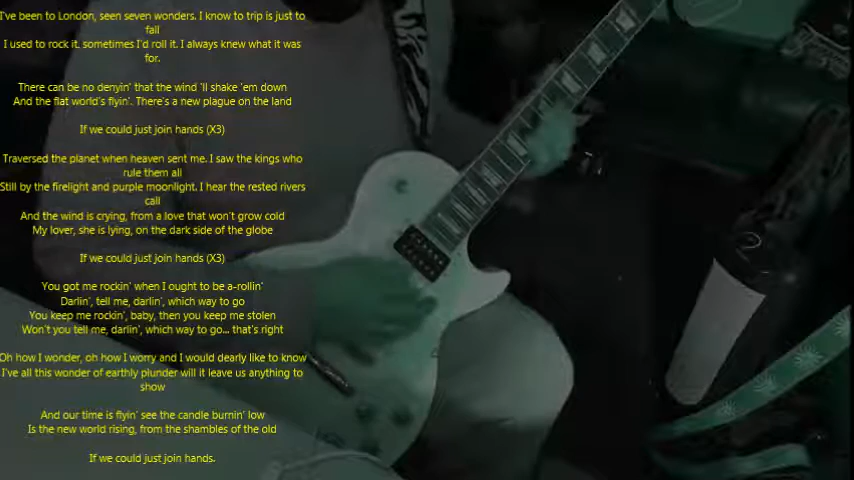 I've been to London, seen seven wonders. I know to trip is just to
fall
I used to rock it. sometimes I'd roll it. I always knew what it was
for.
There can be no denyin' that the wind 'll shake 'em down
And the flat world's flyin'. There's a new plague on the land
If we could just join hands (X3)
Traversed the planet when heaven sent me. I saw the kings who
rule them all
Still by the firelight and purple moonlight. I hear the rested rivers
call
And the wind is crying, from a love that won't grow cold
My lover, she is lying, on the dark side of the globe
If we could just join hands (X3)
You got me rockin' when I ought to be a-rollin'
Darlin', tell me, darlin', which way to go
You keep me rockin', baby, then you keep me stolen
Won't you tell me, darlin', which way to go... that's right
Oh how I wonder, oh how I worry and I would dearly like to know
I've all this wonder of earthly plunder will it leave us anything to
show
And our time is flyin' see the candle burnin' low
Is the new world rising, from the shambles of the old
If we could just join hands.